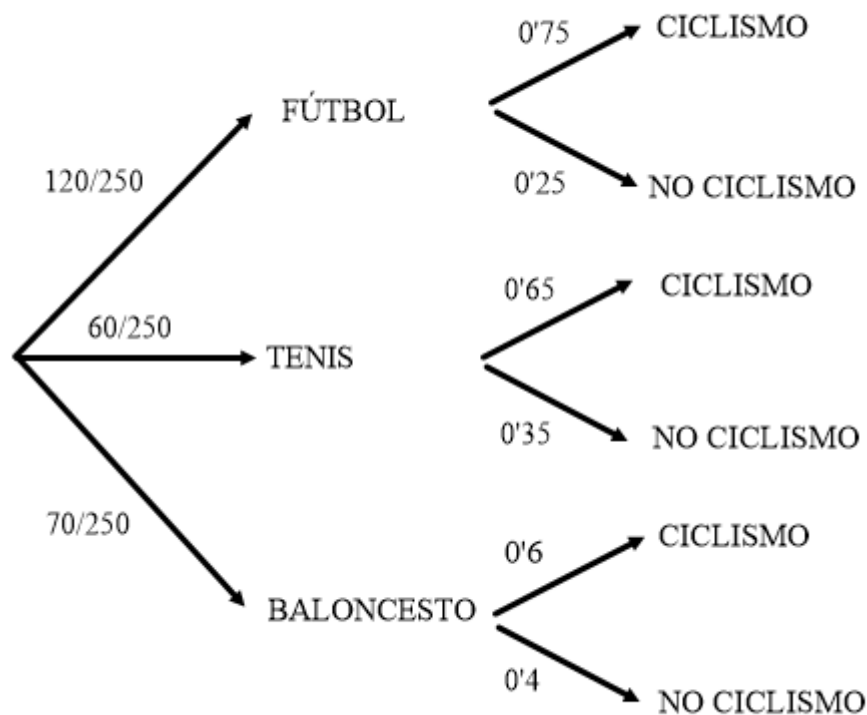 0'75
CICLISMO
FÚTBOL
120/250
0'25
NO CICLISMO
0'65
CICLISMO
60/250
TENIS
0'35
NO CICLISMO
70/250
0'6
CICLISMO
BALONCESTO
0'4
NO CICLISMO